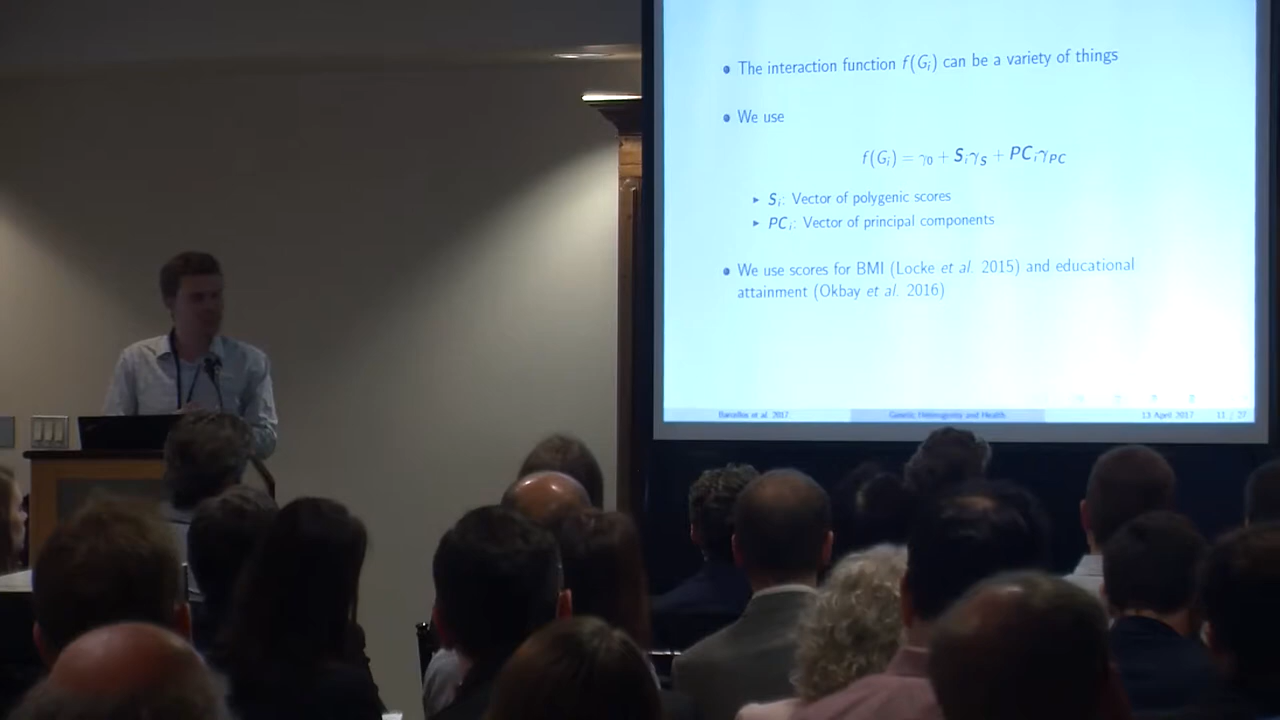 • The interaction function f(Gᵢ) can be a variety of things
• We use
f(Gᵢ) = γ₀ + Sᵢγ_S + PCᵢγ_PC
▸ Sᵢ: Vector of polygenic scores
▸ PCᵢ: Vector of principal components
• We use scores for BMI (Locke et al. 2015) and educational
attainment (Okbay et al. 2016)
Barcellos et al. 2017 Genetic Heterogeneity and Health 13 April 2017 11 / 27